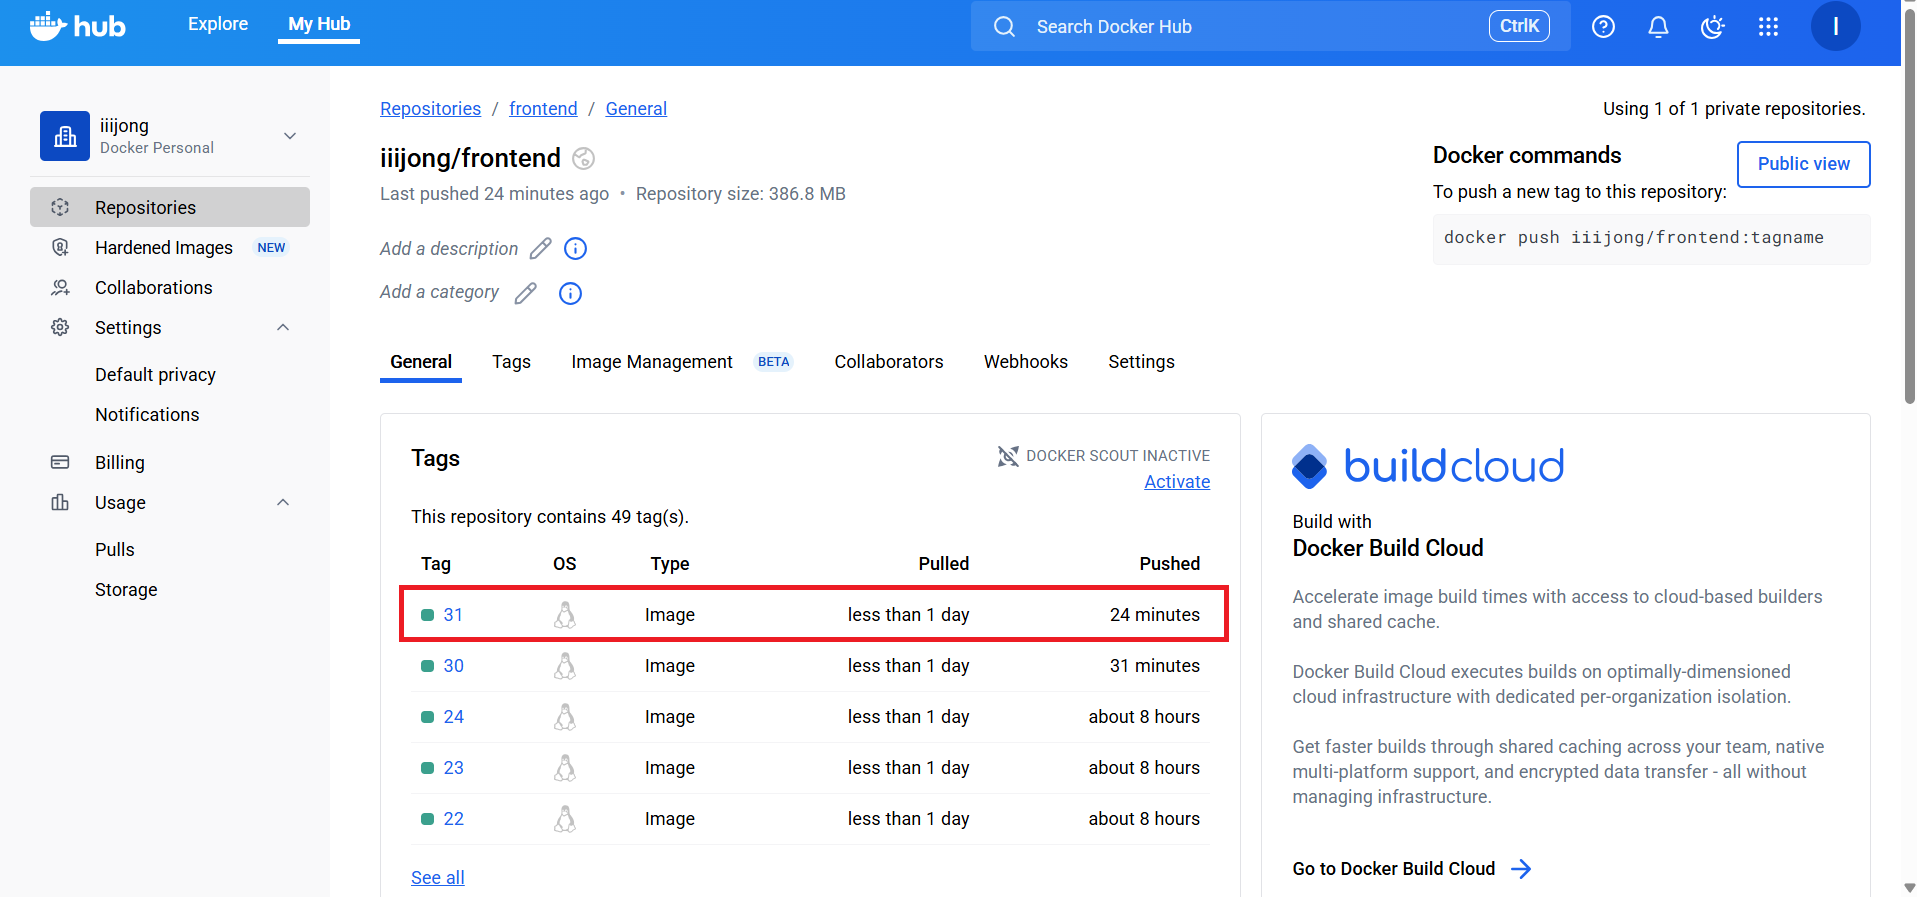 hub
Explore
My Hub
Search Docker Hub
CtrlK
I
iiijong
Docker Personal
Repositories
Hardened Images NEW
Collaborations
Settings
Default privacy
Notifications
Billing
Usage
Pulls
Storage
Repositories / frontend / General
Using 1 of 1 private repositories.
iiijong/frontend
Last pushed 24 minutes ago • Repository size: 386.8 MB
Add a description
Add a category
Docker commands
Public view
To push a new tag to this repository:
docker push iiijong/frontend:tagname
General Tags Image Management BETA Collaborators Webhooks Settings
Tags
DOCKER SCOUT INACTIVE
Activate
This repository contains 49 tag(s).
Tag OS Type Pulled Pushed
31 Image less than 1 day 24 minutes
30 Image less than 1 day 31 minutes
24 Image less than 1 day about 8 hours
23 Image less than 1 day about 8 hours
22 Image less than 1 day about 8 hours
See all
buildcloud
Build with
Docker Build Cloud
Accelerate image build times with access to cloud-based builders
and shared cache.
Docker Build Cloud executes builds on optimally-dimensioned
cloud infrastructure with dedicated per-organization isolation.
Get faster builds through shared caching across your team, native
multi-platform support, and encrypted data transfer - all without
managing infrastructure.
Go to Docker Build Cloud